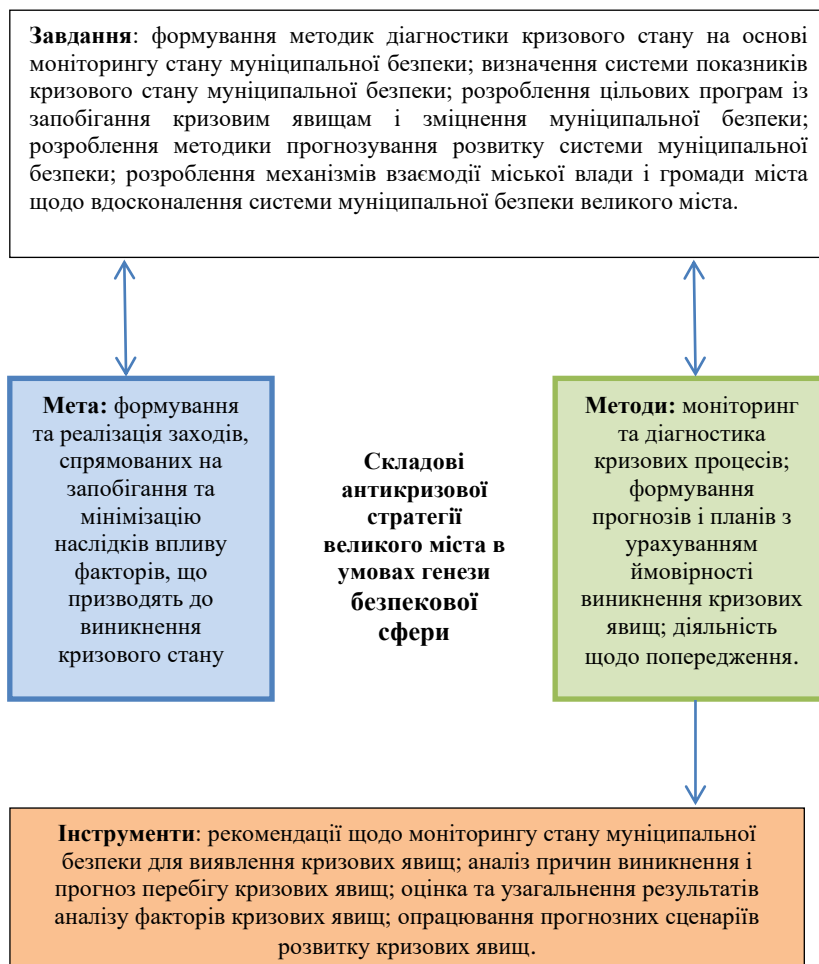 Завдання: формування методик діагностики кризового стану на основі
моніторингу стану муніципальної безпеки; визначення системи показників
кризового стану муніципальної безпеки; розроблення цільових програм із
запобігання кризовим явищам і зміцнення муніципальної безпеки;
розроблення методики прогнозування розвитку системи муніципальної
безпеки; розроблення механізмів взаємодії міської влади і громади міста
щодо вдосконалення системи муніципальної безпеки великого міста.
Мета: формування
та реалізація заходів,
спрямованих на
запобігання та
мінімізацію
наслідків впливу
факторів, що
призводять до
виникнення
кризового стану
Складові
антикризової
стратегії
великого міста в
умовах генези
безпекової
сфери
Методи: моніторинг
та діагностика
кризових процесів;
формування
прогнозів і планів з
урахуванням
ймовірності
виникнення кризових
явищ; діяльність
щодо попередження.
Інструменти: рекомендації щодо моніторингу стану муніципальної
безпеки для виявлення кризових явищ; аналіз причин виникнення і
прогноз перебігу кризових явищ; оцінка та узагальнення результатів
аналізу факторів кризових явищ; опрацювання прогнозних сценаріїв
розвитку кризових явищ.